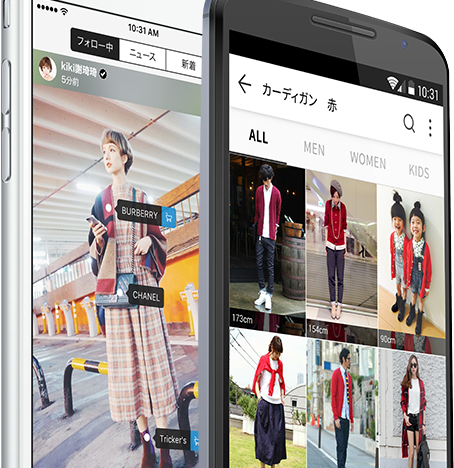 10:31 AM
フォロー中
ニュース
新着
kiki謝琦琦
5分前
BURBERRY
CHANEL
Tricker's
10:31
カーディガン 赤
ALL
MEN
WOMEN
KIDS
173cm
154cm
90cm